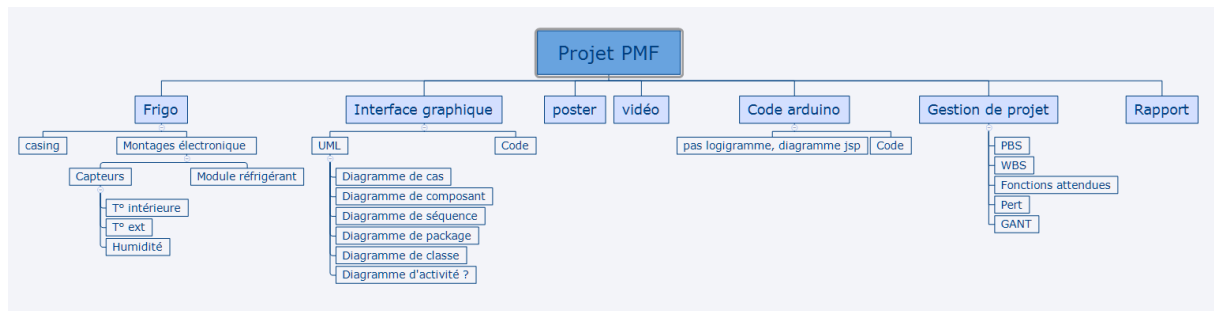 Projet PMF
Frigo
Interface graphique
poster
vidéo
Code arduino
Gestion de projet
Rapport
casing
Montages électronique
UML
Code
pas logigramme, diagramme jsp
Code
PBS
WBS
Fonctions attendues
Pert
GANT
Capteurs
Module réfrigérant
T° intérieure
T° ext
Humidité
Diagramme de cas
Diagramme de composant
Diagramme de séquence
Diagramme de package
Diagramme de classe
Diagramme d'activité ?